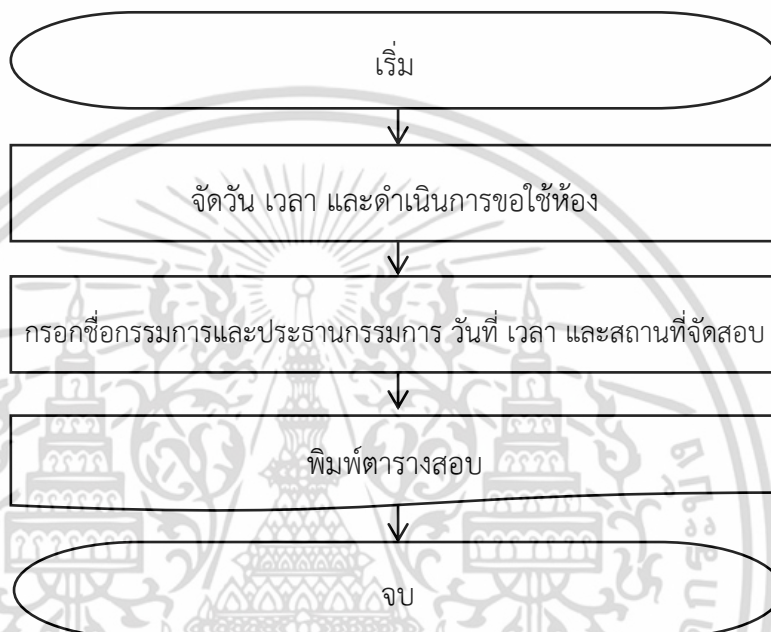 เริ่ม
จัดวัน เวลา และดำเนินการขอใช้ห้อง
กรอกชื่อกรรมการและประธานกรรมการ วันที่ เวลา และสถานที่จัดสอบ
พิมพ์ตารางสอบ
จบ